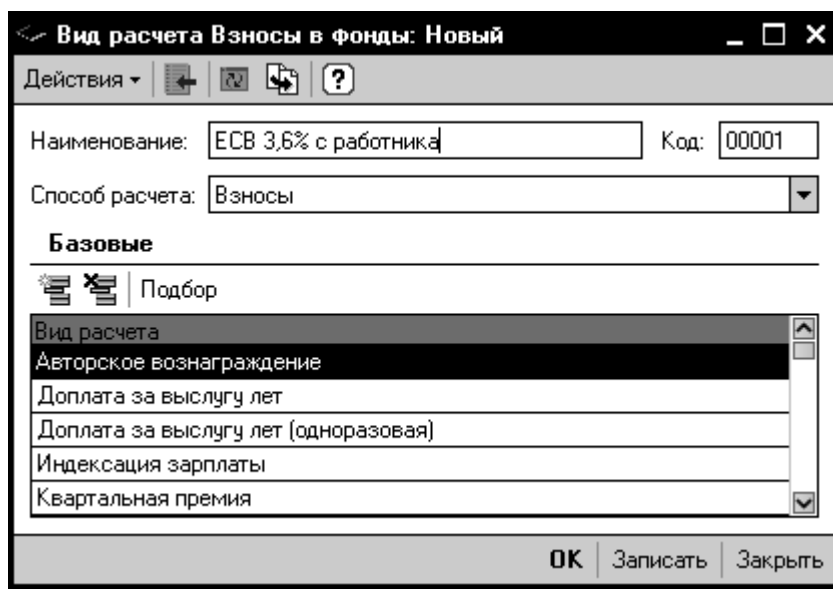 Вид расчета Взносы в фонды: Новый
Действия
Наименование: ЕСВ 3,6% с работника Код: 00001
Способ расчета: Взносы
Базовые
Подбор
Вид расчета
Авторское вознаграждение
Доплата за выслугу лет
Доплата за выслугу лет (одноразовая)
Индексация зарплаты
Квартальная премия
OK Записать Закрыть